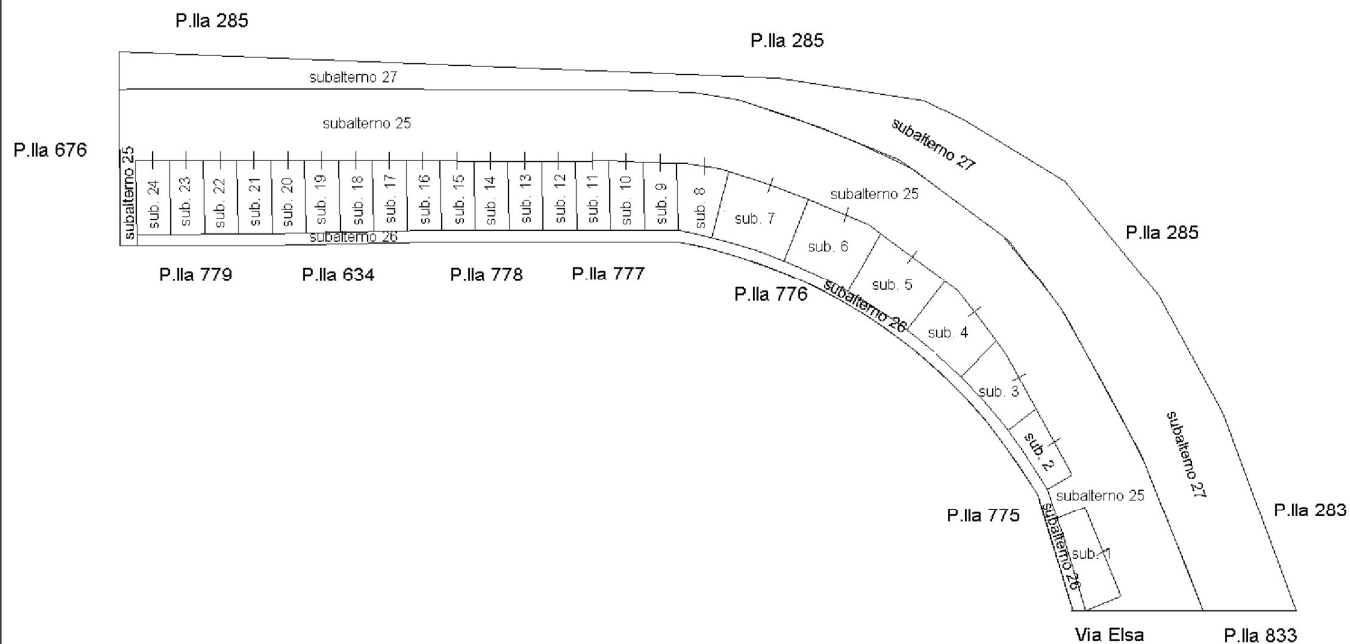 P.lla 285
P.lla 285
subalterno 27
subalterno 25
subalterno 27
P.lla 676
subalterno 25
sub. 24
sub. 23
sub. 22
sub. 21
sub. 20
sub. 19
sub. 18
sub. 17
sub. 16
sub. 15
sub. 14
sub. 13
sub. 12
sub. 11
sub. 10
sub. 9
sub. 8
sub. 7
subalterno 25
sub. 6
P.lla 285
subalterno 26
P.lla 779
P.lla 634
P.lla 778
P.lla 777
P.lla 776
sub. 5
subalterno 26
sub. 4
sub. 3
sub. 2
subalterno 27
subalterno 25
P.lla 775
P.lla 283
subalterno 26
sub. 1
Via Elsa
P.lla 833